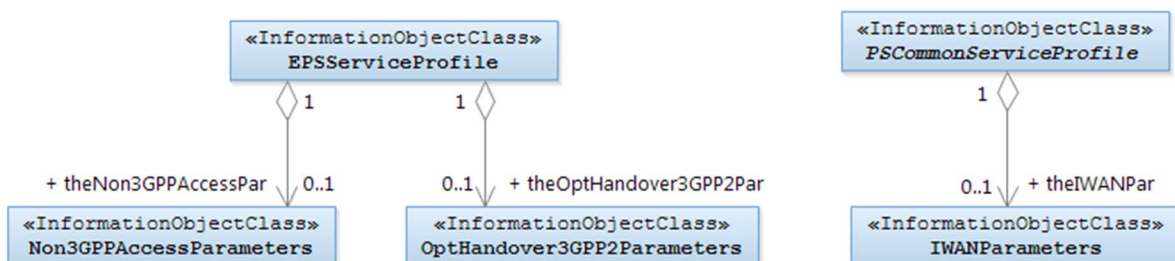 «InformationObjectClass»
EPSServiceProfile
«InformationObjectClass»
PSCommonServiceProfile
1
1
1
+ theNon3GPPAccessPar
0..1
0..1
+ theOptHandover3GPP2Par
0..1
+ theIWANPar
«InformationObjectClass»
Non3GPPAccessParameters
«InformationObjectClass»
OptHandover3GPP2Parameters
«InformationObjectClass»
IWANParameters